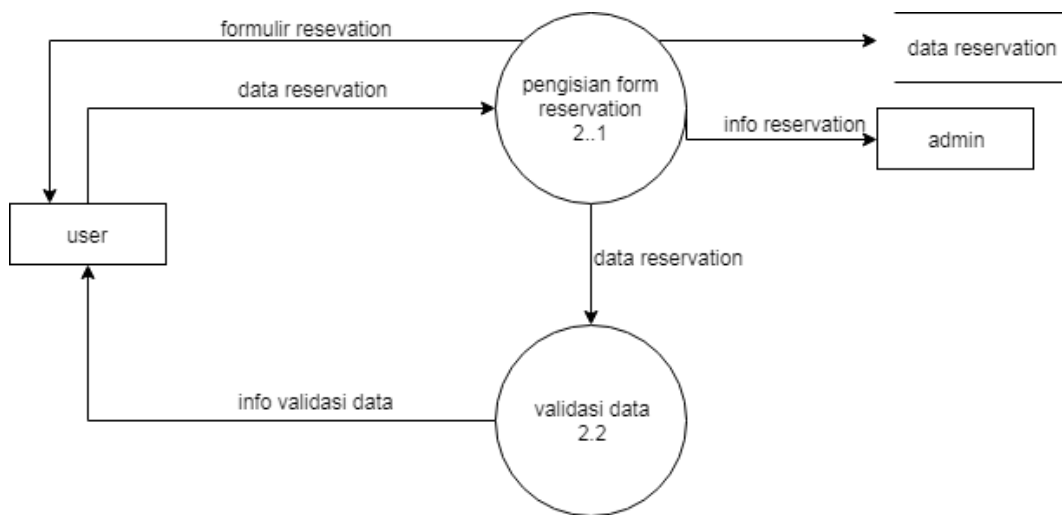 formulir resevation
data reservation
data reservation
pengisian form
reservation
2..1
info reservation
admin
user
data reservation
info validasi data
validasi data
2.2